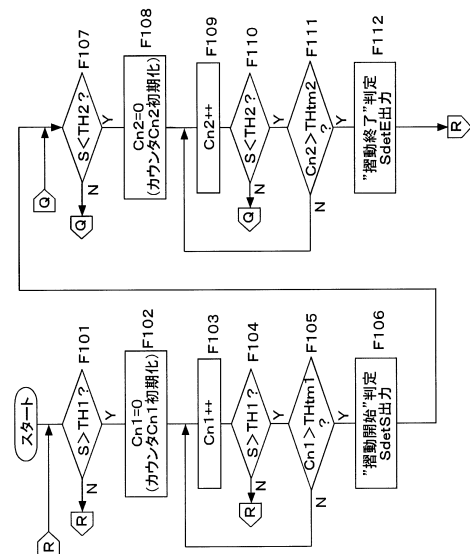 スタート
R
S>TH1? F101
N
R
Y
Cn1=0 F102
(カウンタCn1初期化)
Cn1++ F103
S>TH1? F104
N
R
Y
Cn1>THtm1 F105
?
N
Y
"摺動開始"判定 F106
SdetS出力
Q
S<TH2? F107
N
Q
Y
Cn2=0 F108
(カウンタCn2初期化)
Cn2++ F109
S<TH2? F110
N
Q
Y
Cn2>THtm2 F111
?
N
Y
"摺動終了"判定 F112
SdetE出力
R